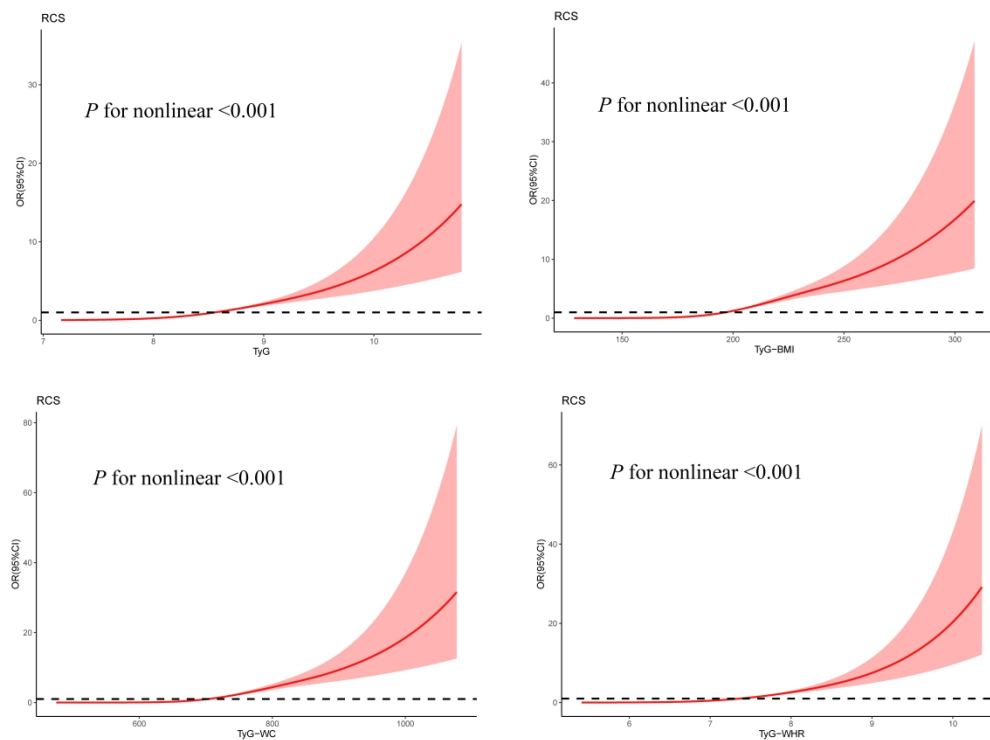 RCS
P for nonlinear <0.001
OR(95%CI)
30
20
10
0
7
8
9
10
TyG
RCS
P for nonlinear <0.001
OR(95%CI)
40
30
20
10
0
150
200
250
300
TyG-BMI
RCS
P for nonlinear <0.001
OR(95%CI)
80
60
40
20
0
600
800
1000
TyG-WC
RCS
P for nonlinear <0.001
OR(95%CI)
60
40
20
0
6
7
8
9
10
TyG-WHR